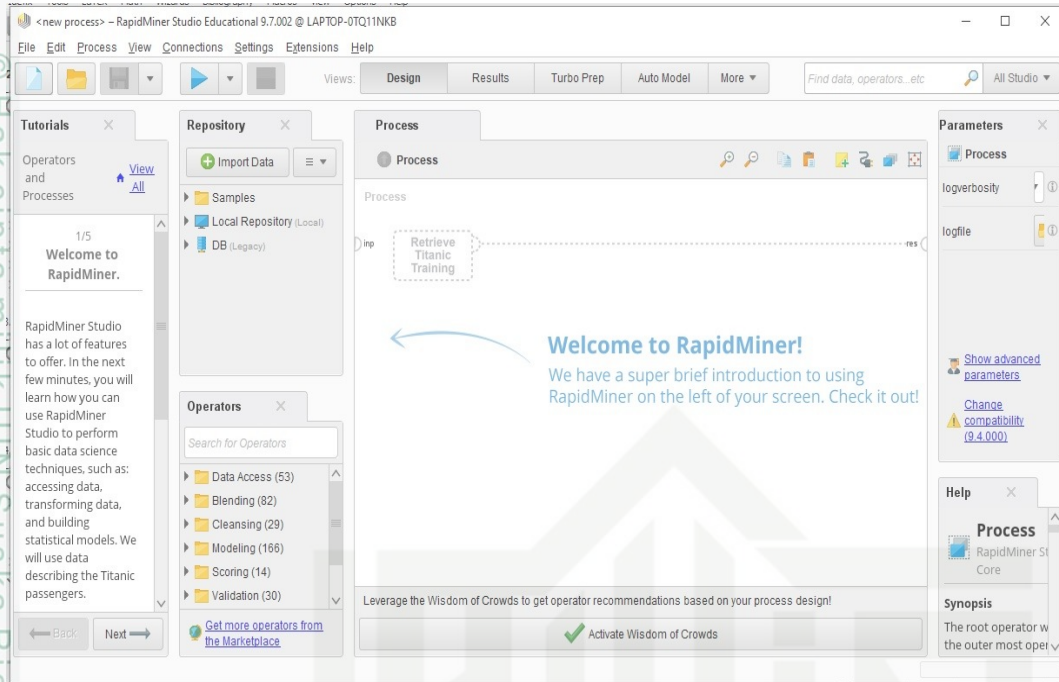 <new process> – RapidMiner Studio Educational 9.7.002 @ LAPTOP-0TQ11NKB
File Edit Process View Connections Settings Extensions Help
Views: Design Results Turbo Prep Auto Model More
Find data, operators...etc
All Studio
Tutorials
Operators
and
Processes
View
All
1/5
Welcome to
RapidMiner.
RapidMiner Studio
has a lot of features
to offer. In the next
few minutes, you will
learn how you can
use RapidMiner
Studio to perform
basic data science
techniques, such as:
accessing data,
transforming data,
and building
statistical models. We
will use data
describing the Titanic
passengers.
Back Next
Repository
Import Data
Samples
Local Repository (Local)
DB (Legacy)
Operators
Search for Operators
Data Access (53)
Blending (82)
Cleansing (29)
Modeling (166)
Scoring (14)
Validation (30)
Get more operators from
the Marketplace
Process
Process
Process
inp
Retrieve
Titanic
Training
res
Welcome to RapidMiner!
We have a super brief introduction to using
RapidMiner on the left of your screen. Check it out!
Leverage the Wisdom of Crowds to get operator recommendations based on your process design!
Activate Wisdom of Crowds
Parameters
Process
logverbosity
logfile
Show advanced
parameters
Change
compatibility
(9.4.000)
Help
Process
RapidMiner St
Core
Synopsis
The root operator w
the outer most oper